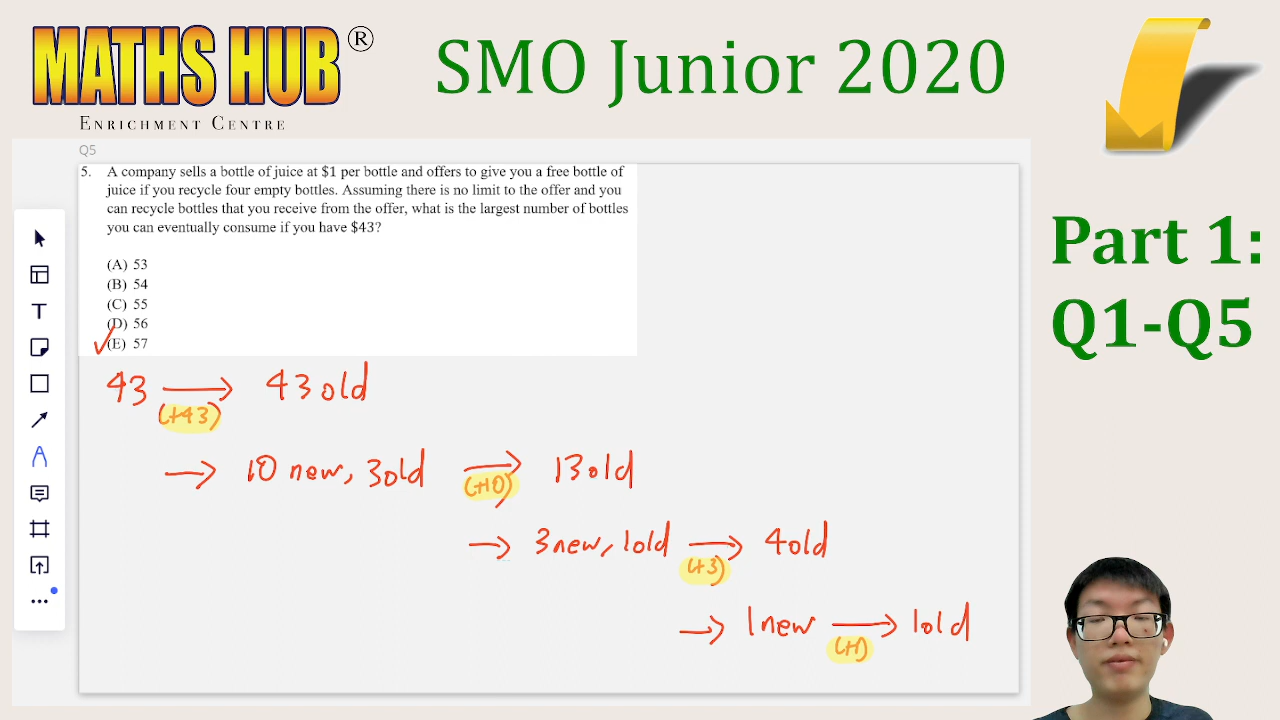 MATHS HUB®
ENRICHMENT CENTRE
SMO Junior 2020
Part 1:
Q1-Q5
Q5
5. A company sells a bottle of juice at $1 per bottle and offers to give you a free bottle of
juice if you recycle four empty bottles. Assuming there is no limit to the offer and you
can recycle bottles that you receive from the offer, what is the largest number of bottles
you can eventually consume if you have $43?
(A) 53
(B) 54
(C) 55
(D) 56
(E) 57
43 → 43 old
(+43)
→ 10 new, 3 old → 13 old
(+10)
→ 3 new, 1 old → 4 old
(+3)
→ 1 new → 1 old
(+1)
T